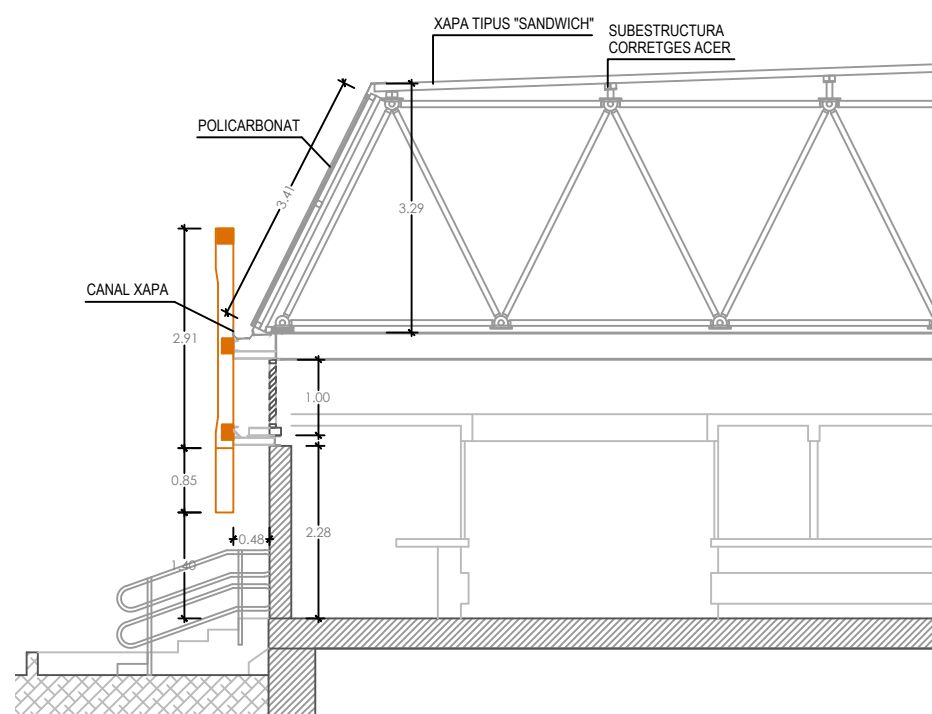 XAPA TIPUS "SANDWICH"
SUBESTRUCTURA
CORRETGES ACER
POLICARBONAT
3.41
3.29
CANAL XAPA
2.91
1.00
0.85
0.48
2.28
1.40